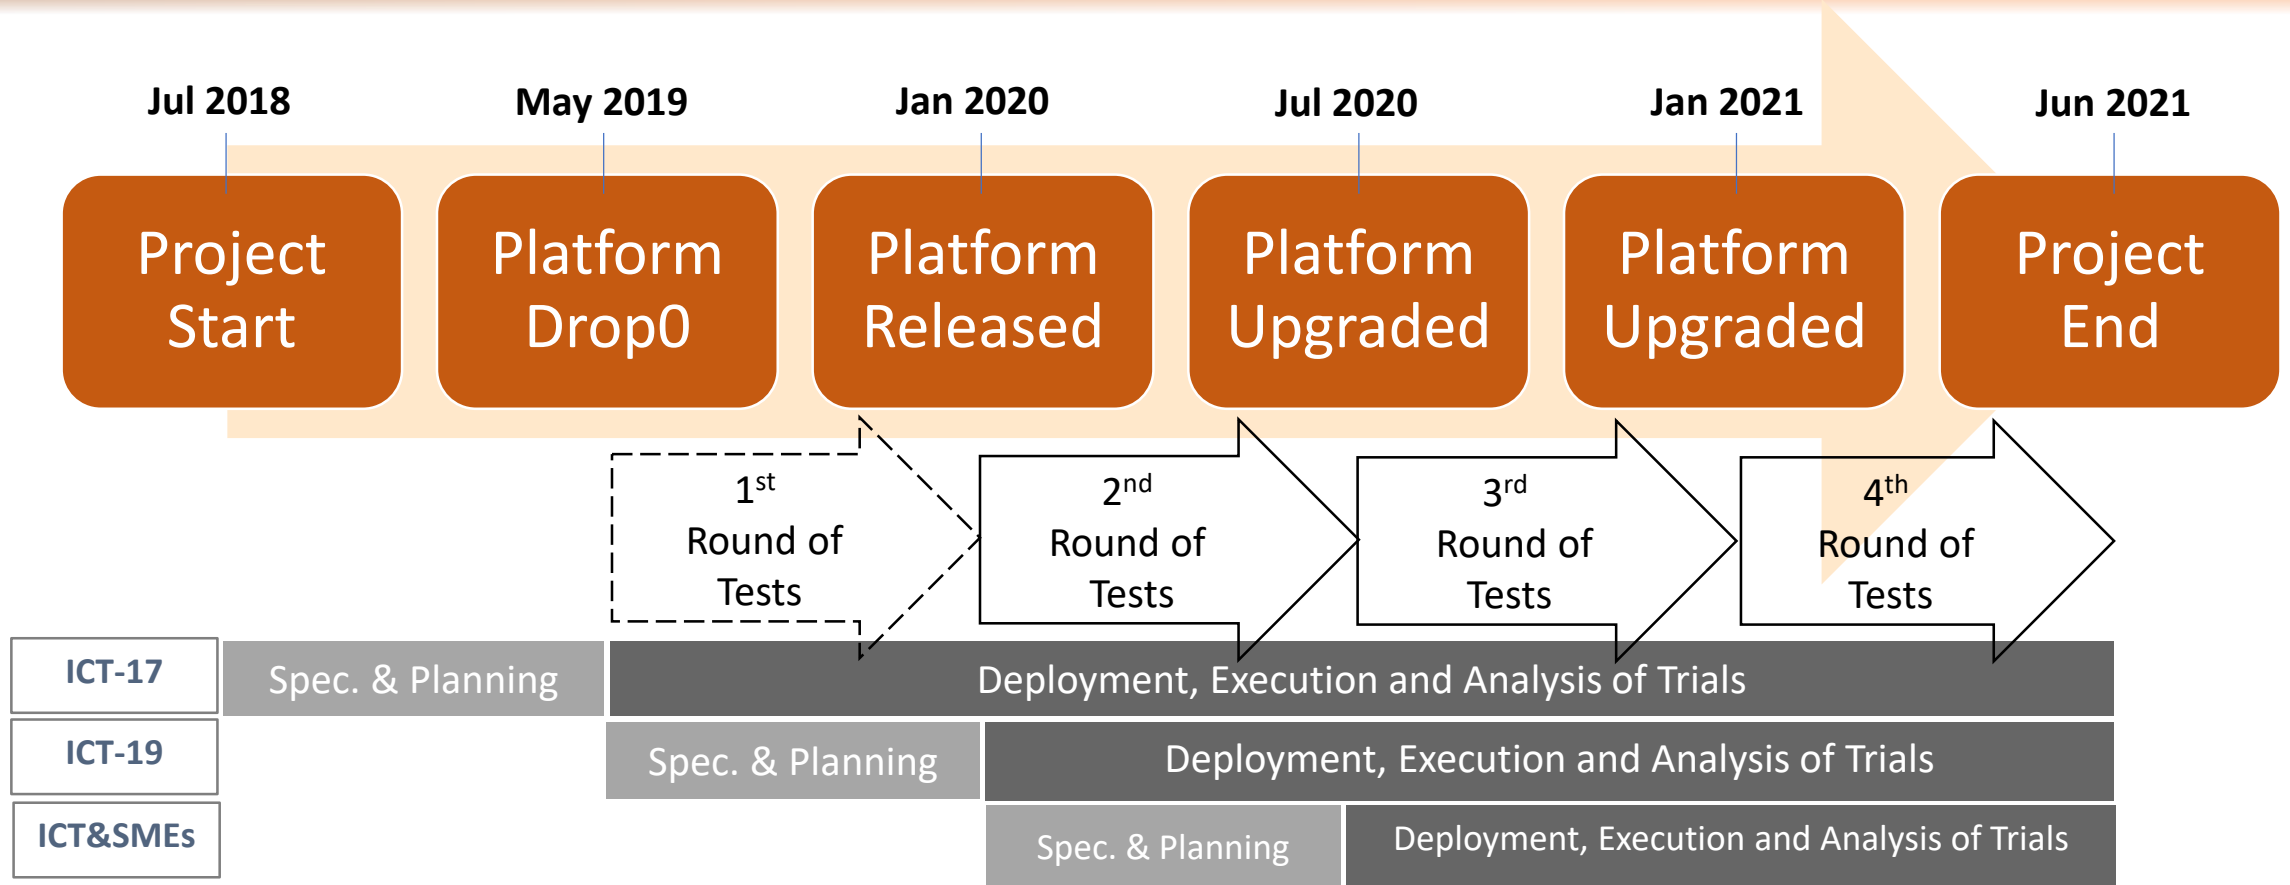 Jul 2018
May 2019
Jan 2020
Jul 2020
Jan 2021
Jun 2021
Project
Start
Platform
Drop0
Platform
Released
Platform
Upgraded
Platform
Upgraded
Project
End
1st
Round of
Tests
2nd
Round of
Tests
3rd
Round of
Tests
4th
Round of
Tests
ICT-17
Spec. & Planning
Deployment, Execution and Analysis of Trials
ICT-19
Spec. & Planning
Deployment, Execution and Analysis of Trials
ICT&SMEs
Spec. & Planning
Deployment, Execution and Analysis of Trials